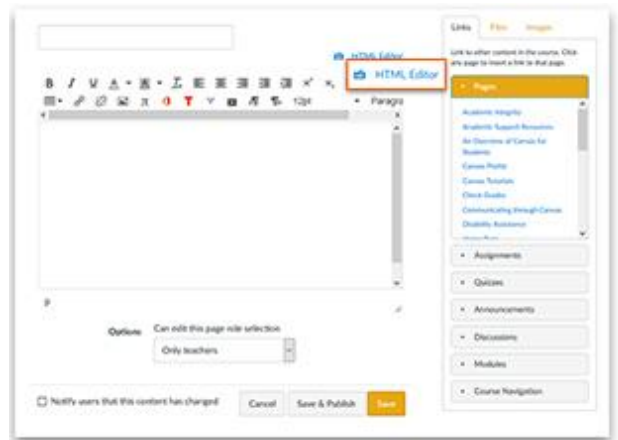 Links Files Images
Link to other content in the course. Click
any page to insert a link to that page.
HTML Editor
HTML Editor
B I U A A I
12pt Paragra
Pages
Academic Integrity
Academic Support Resources
An Overview of Canvas for
Students
Canvas Profile
Canvas Tutorials
Check Grades
Communicating through Canvas
Disability Assistance
Assignments
Quizzes
Announcements
Discussions
Modules
Course Navigation
P
Options Can edit this page role selection
Only teachers
Notify users that this content has changed
Cancel Save & Publish Save